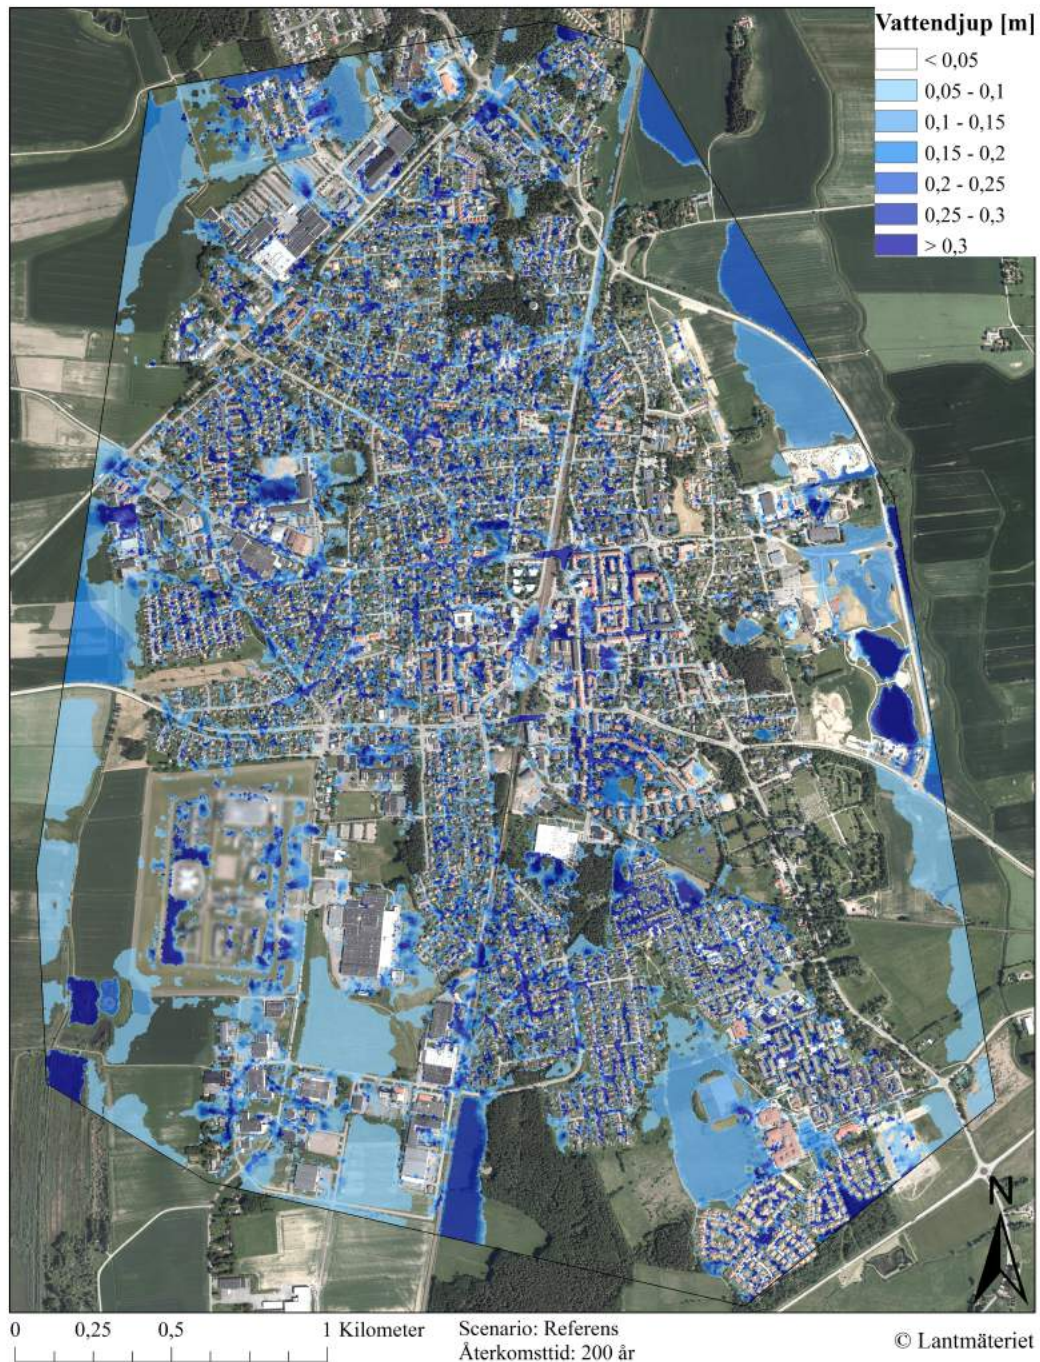 Vattendjup [m]
< 0,05
0,05 - 0,1
0,1 - 0,15
0,15 - 0,2
0,2 - 0,25
0,25 - 0,3
> 0,3
N
0 0,25 0,5 1 Kilometer
Scenario: Referens
Återkomsttid: 200 år
© Lantmäteriet